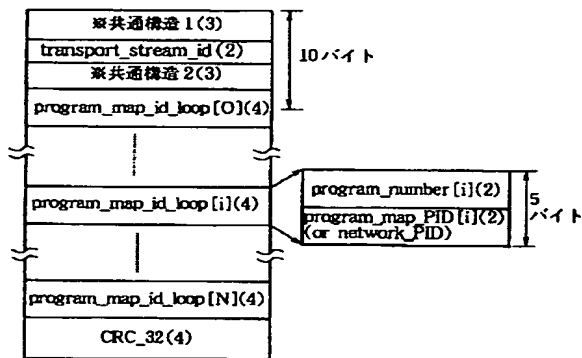 ※共通構造1(3)
transport_stream_id(2)
※共通構造2(3)
program_map_id_loop[O](4)
10バイト
program_map_id_loop[i](4)
program_number[i](2)
program_map_PID[i](2)
(or network_PID)
5
バイト
program_map_id_loop[N](4)
CRC_32(4)